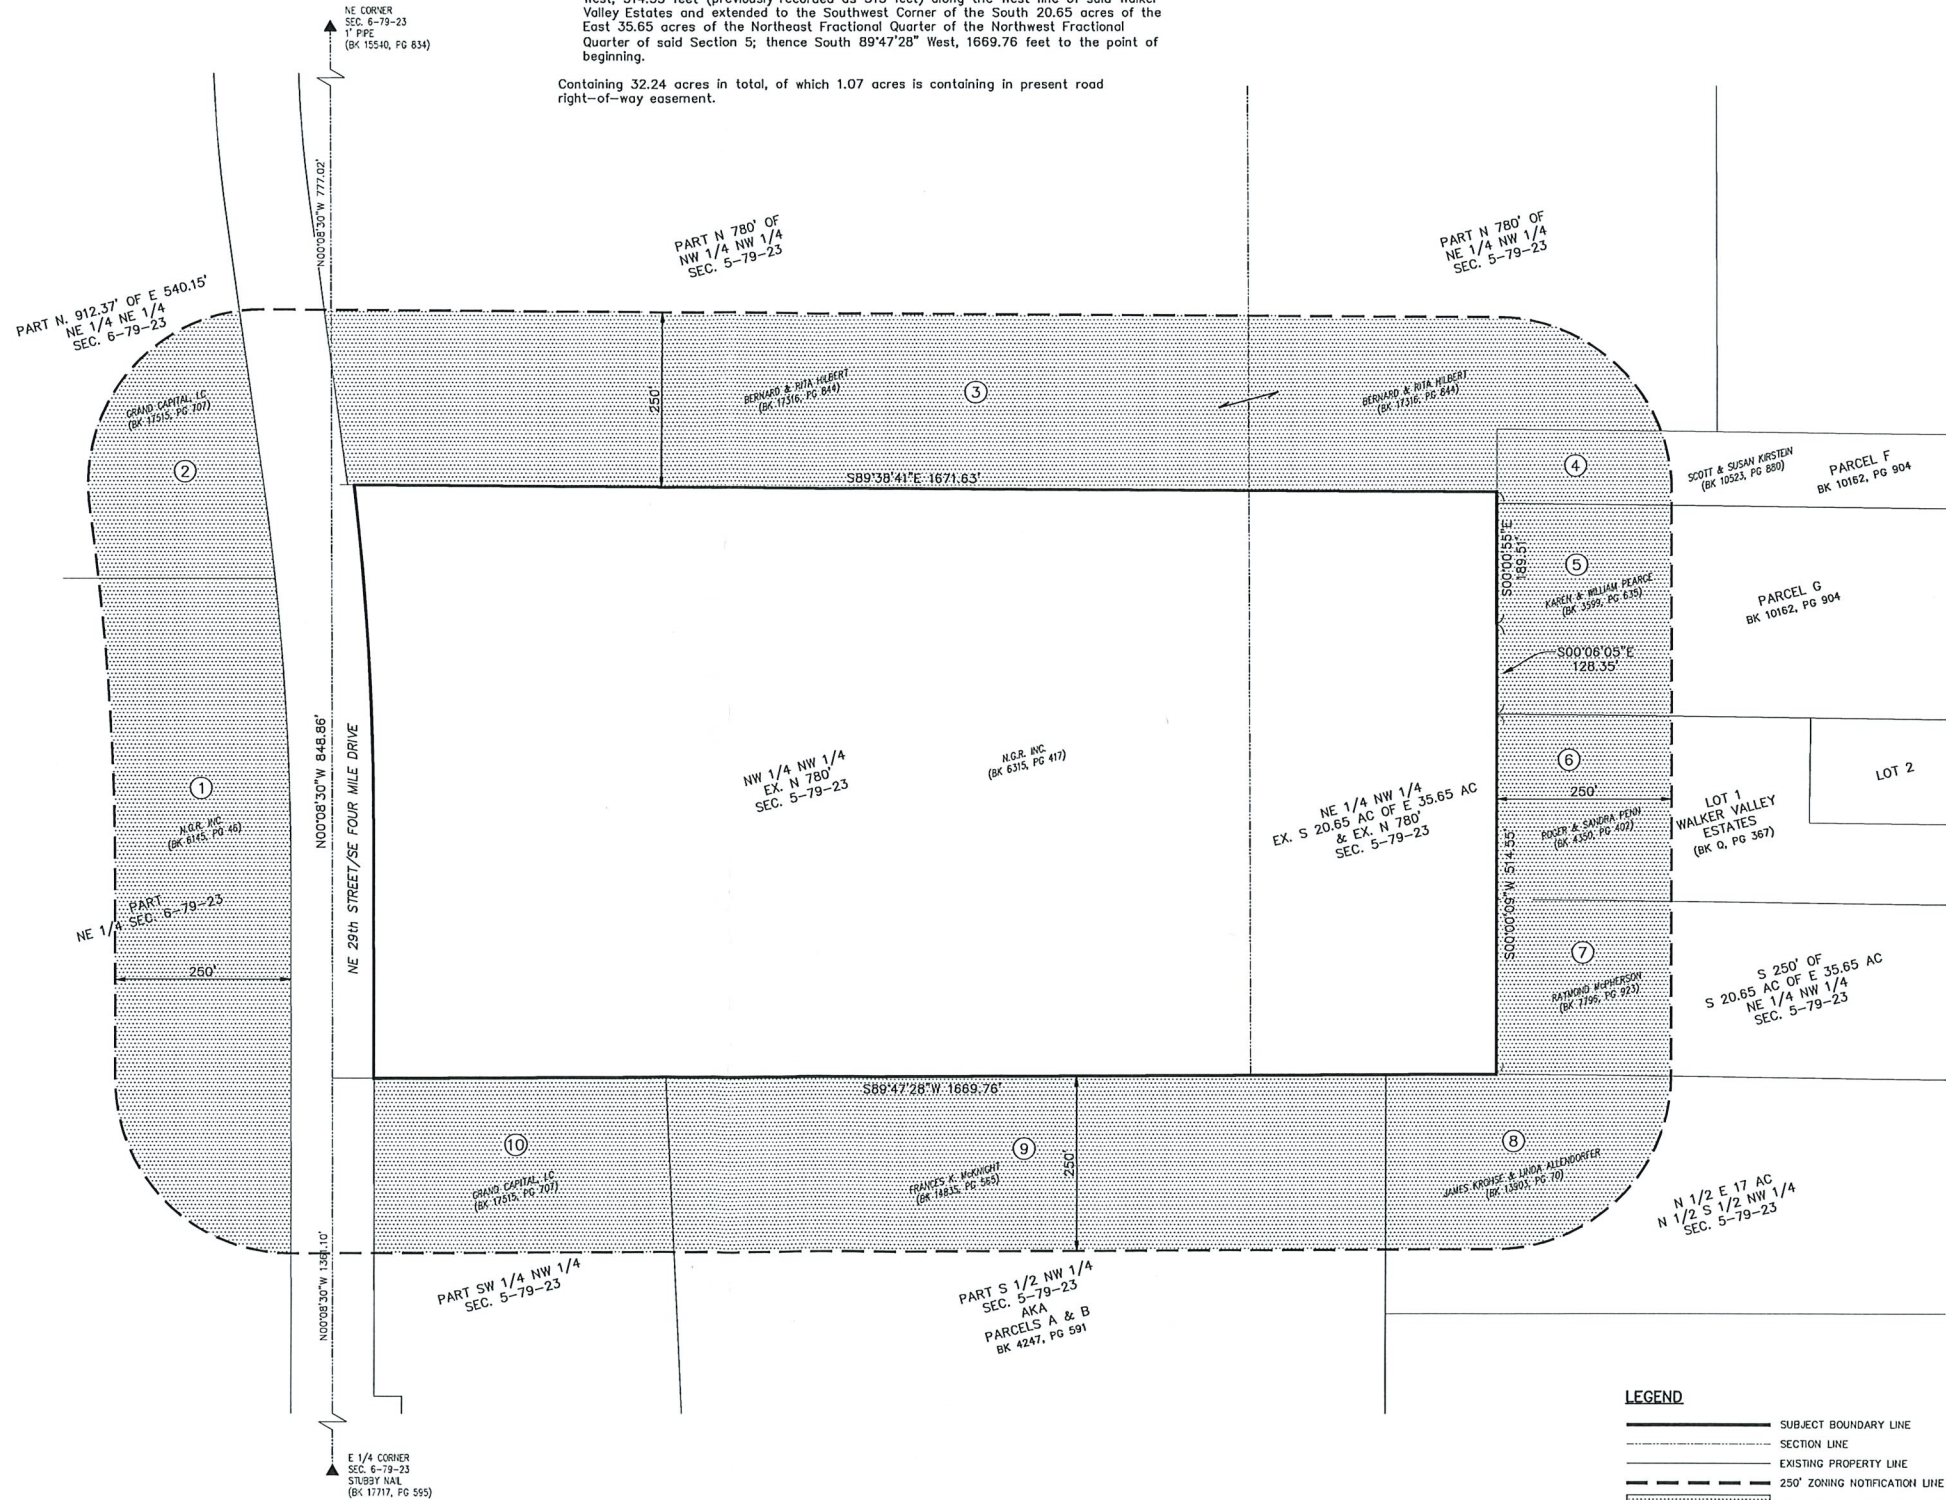 West, 514.55 feet (previously recorded as 515 feet) along the West line of said Walker
Valley Estates and extended to the Southwest Corner of the South 20.65 acres of the
East 35.65 acres of the Northeast Fractional Quarter of the Northwest Fractional
Quarter of said Section 5; thence South 89°47'28" West, 1669.76 feet to the point of
beginning.
Containing 32.24 acres in total, of which 1.07 acres is containing in present road
right-of-way easement.
NE CORNER
SEC. 6-79-23
1" PIPE
(BK 15540, PG 834)
N00°08'30"W 777.02'
PART N 780' OF
NW 1/4 NW 1/4
SEC. 5-79-23
PART N 780' OF
NE 1/4 NW 1/4
SEC. 5-79-23
PART N. 912.37' OF E 540.15'
NE 1/4 NE 1/4
SEC. 6-79-23
GRAND CAPITAL, LC
(BK 17515, PG 707)
2
250'
BERNARD & RITA HILBERT
(BK 17316, PG 844)
3
BERNARD & RITA HILBERT
(BK 17316, PG 844)
S89°38'41"E 1671.63'
4
SCOTT & SUSAN KIRSTEIN
(BK 10523, PG 880)
PARCEL F
BK 10162, PG 904
S00°00'55"E
189.51'
5
KAREN & WILLIAM PEARCE
(BK 3599, PG 635)
PARCEL G
BK 10162, PG 904
S00°06'05"E
128.35'
N00°08'30"W 848.86'
NE 29th STREET/SE FOUR MILE DRIVE
1
N.G.R. INC.
(BK 6145, PG 46)
PART
NE 1/4 SEC. 6-79-23
250'
NW 1/4 NW 1/4
EX. N 780'
SEC. 5-79-23
N.G.R. INC.
(BK 6315, PG 417)
NE 1/4 NW 1/4
EX. S 20.65 AC OF E 35.65 AC
& EX. N 780'
SEC. 5-79-23
6
250'
ROGER & SANDRA PENN
(BK 4350, PG 402)
S00°00'09"W 514.55'
LOT 1
WALKER VALLEY
ESTATES
(BK Q, PG 367)
LOT 2
7
RAYMOND McPHERSON
(BK 7796, PG 923)
S 250' OF
S 20.65 AC OF E 35.65 AC
NE 1/4 NW 1/4
SEC. 5-79-23
S89°47'28"W 1669.76'
10
GRAND CAPITAL, LC
(BK 17515, PG 707)
9
FRANCES K. McKNIGHT
(BK 14835, PG 565)
250'
8
JAMES KROHSE & LINDA ALLENDORFER
(BK 13903, PG 70)
N 1/2 E 17 AC
N 1/2 S 1/2 NW 1/4
SEC. 5-79-23
N00°08'30"W
PART SW 1/4 NW 1/4
SEC. 5-79-23
PART S 1/2 NW 1/4
SEC. 5-79-23
AKA
PARCELS A & B
BK 4247, PG 591
E 1/4 CORNER
SEC. 6-79-23
STUBBY NAIL
(BK 17717, PG 595)
LEGEND
SUBJECT BOUNDARY LINE
SECTION LINE
EXISTING PROPERTY LINE
250' ZONING NOTIFICATION LINE